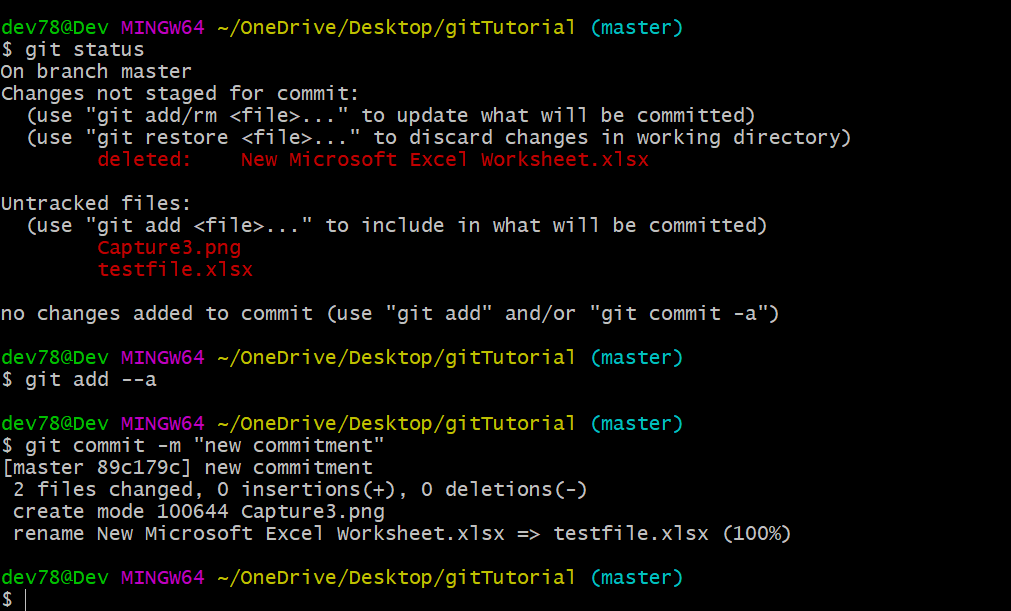 dev78@Dev MINGW64 ~/OneDrive/Desktop/gitTutorial (master)
$ git status
On branch master
Changes not staged for commit:
  (use "git add/rm <file>..." to update what will be committed)
  (use "git restore <file>..." to discard changes in working directory)
        deleted:    New Microsoft Excel Worksheet.xlsx

Untracked files:
  (use "git add <file>..." to include in what will be committed)
        Capture3.png
        testfile.xlsx

no changes added to commit (use "git add" and/or "git commit -a")

dev78@Dev MINGW64 ~/OneDrive/Desktop/gitTutorial (master)
$ git add --a

dev78@Dev MINGW64 ~/OneDrive/Desktop/gitTutorial (master)
$ git commit -m "new commitment"
[master 89c179c] new commitment
 2 files changed, 0 insertions(+), 0 deletions(-)
 create mode 100644 Capture3.png
 rename New Microsoft Excel Worksheet.xlsx => testfile.xlsx (100%)

dev78@Dev MINGW64 ~/OneDrive/Desktop/gitTutorial (master)
$